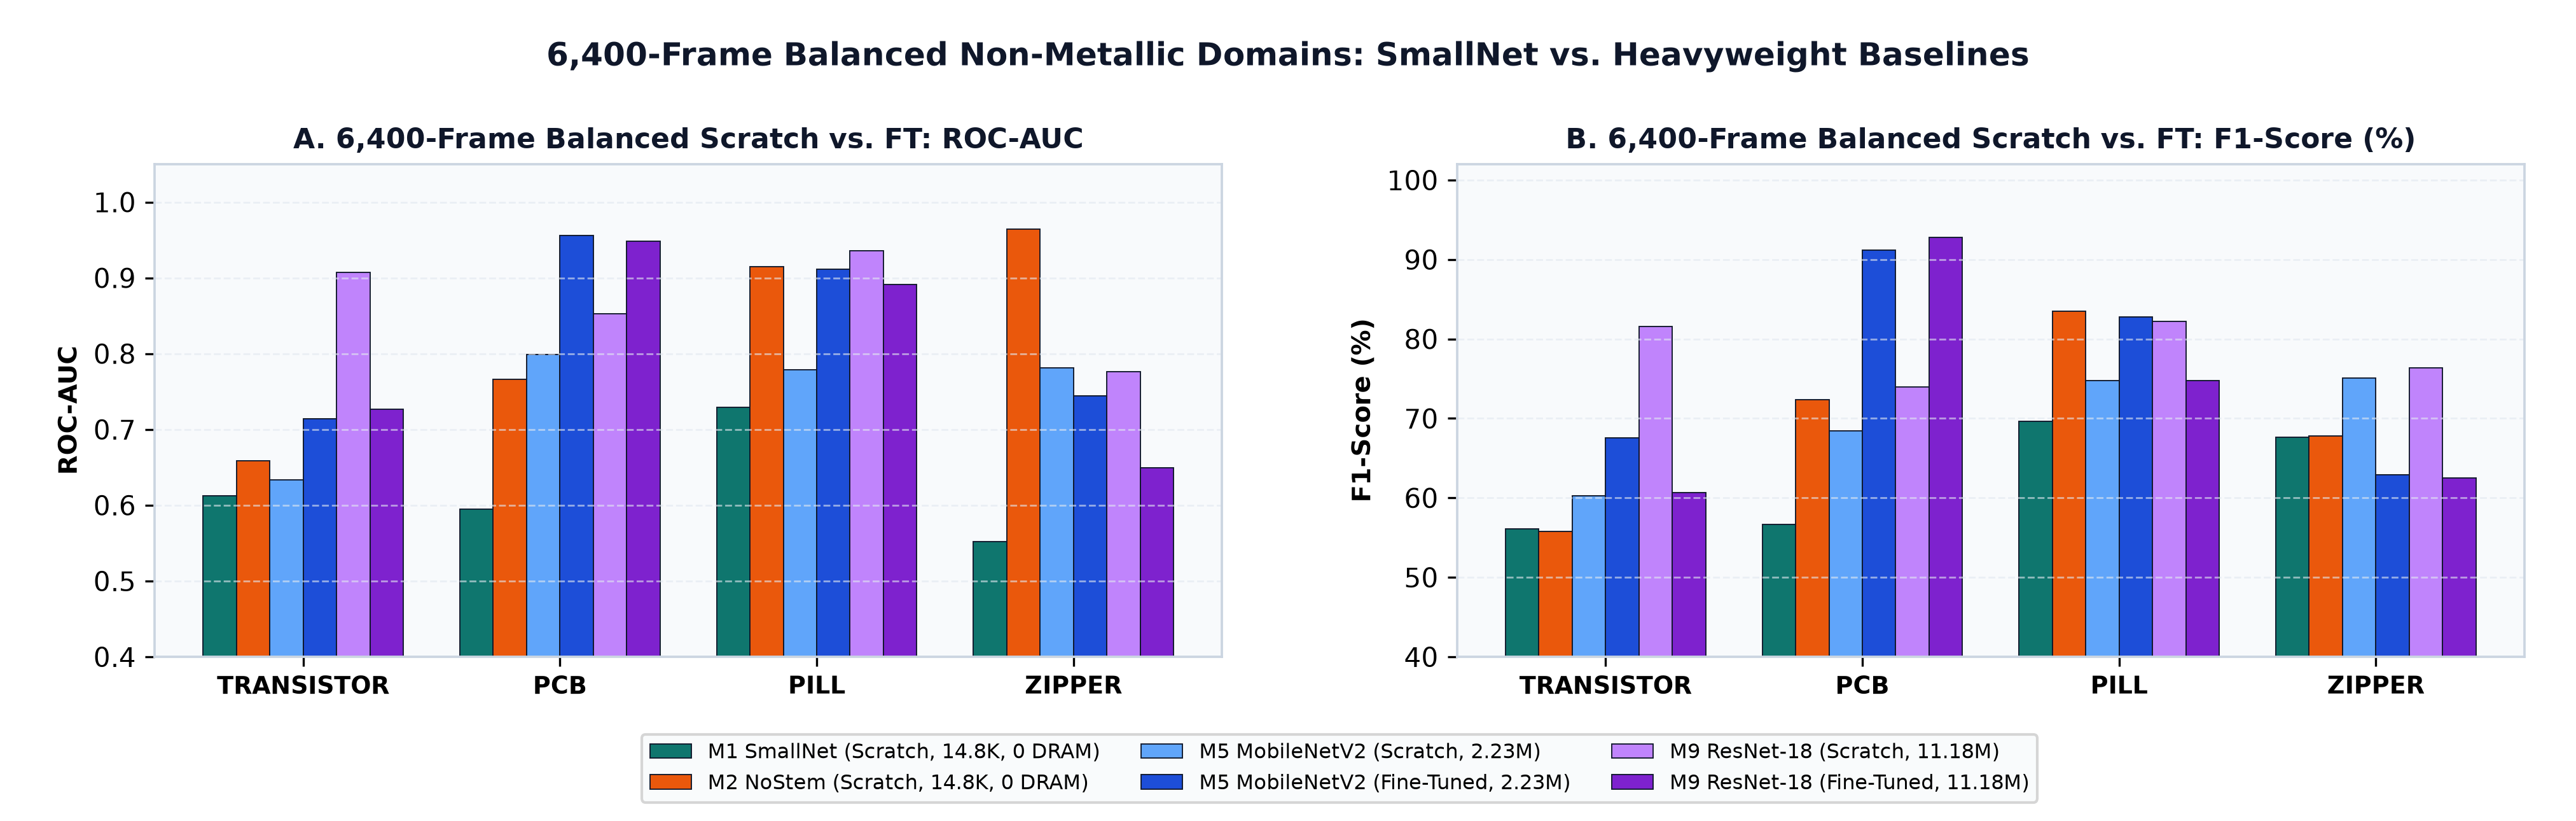 6,400-Frame Balanced Non-Metallic Domains: SmallNet vs. Heavyweight Baselines
A. 6,400-Frame Balanced Scratch vs. FT: ROC-AUC
ROC-AUC
1.0
0.9
0.8
0.7
0.6
0.5
0.4
TRANSISTOR
PCB
PILL
ZIPPER
B. 6,400-Frame Balanced Scratch vs. FT: F1-Score (%)
F1-Score (%)
100
90
80
70
60
50
40
TRANSISTOR
PCB
PILL
ZIPPER
M1 SmallNet (Scratch, 14.8K, 0 DRAM)
M2 NoStem (Scratch, 14.8K, 0 DRAM)
M5 MobileNetV2 (Scratch, 2.23M)
M5 MobileNetV2 (Fine-Tuned, 2.23M)
M9 ResNet-18 (Scratch, 11.18M)
M9 ResNet-18 (Fine-Tuned, 11.18M)